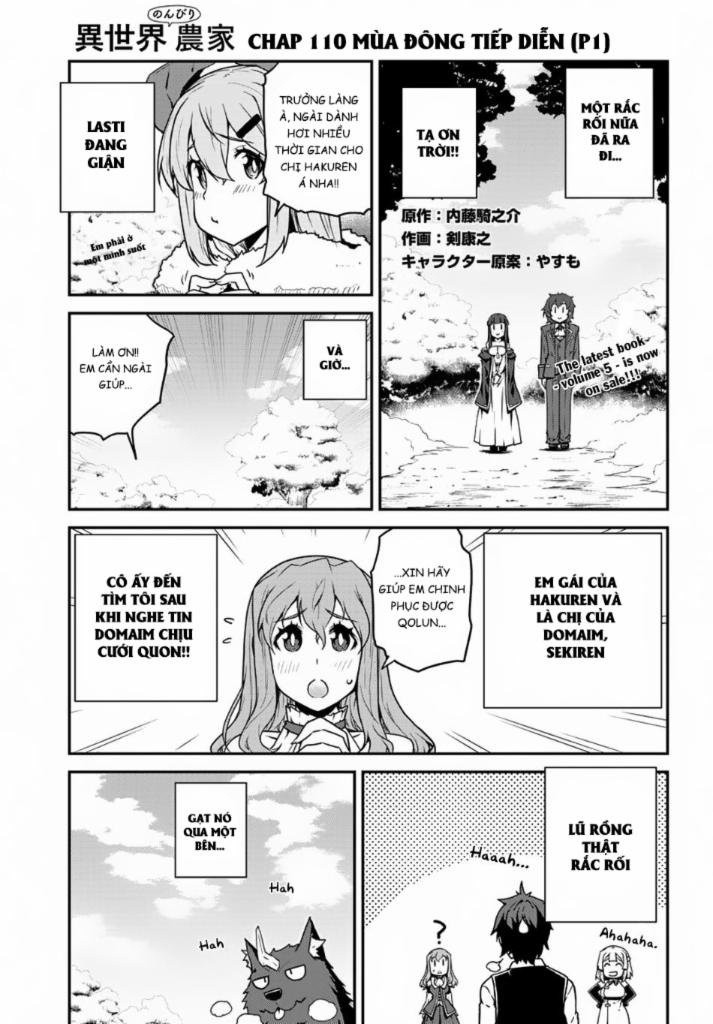 のんびり
異世界 農家 CHAP 110 MÙA ĐÔNG TIẾP DIỄN (P1)
MỘT RẮC
RỐI NỮA
ĐÃ RA
ĐI...
TẠ ƠN
TRỜI!!
原作：内藤騎之介
作画：剣康之
キャラクター原案：やすも
The latest book
- volume 5 - is now
on sale!!!
TRƯỞNG LÀNG
À, NGÀI DÀNH
HƠI NHIỀU
THỜI GIAN CHO
CHỊ HAKUREN
Á NHA!!
LASTI
ĐANG
GIẬN
Em phải ở
một mình suốt
VÀ
GIỜ...
LÀM ƠN!!
EM CẦN NGÀI
GIÚP...
EM GÁI CỦA
HAKUREN VÀ
LÀ CHỊ CỦA
DOMAIM,
SEKIREN
...XIN HÃY
GIÚP EM CHINH
PHỤC ĐƯỢC
QOLUN...
CÔ ẤY ĐẾN
TÌM TÔI SAU
KHI NGHE TIN
DOMAIM CHỊU
CƯỚI QUON!!
LŨ RỒNG
THẬT
RẮC RỐI
Haaah...
?
Ahahaha.
GẠT NÓ
QUA MỘT
BÊN...
Hah
Hah